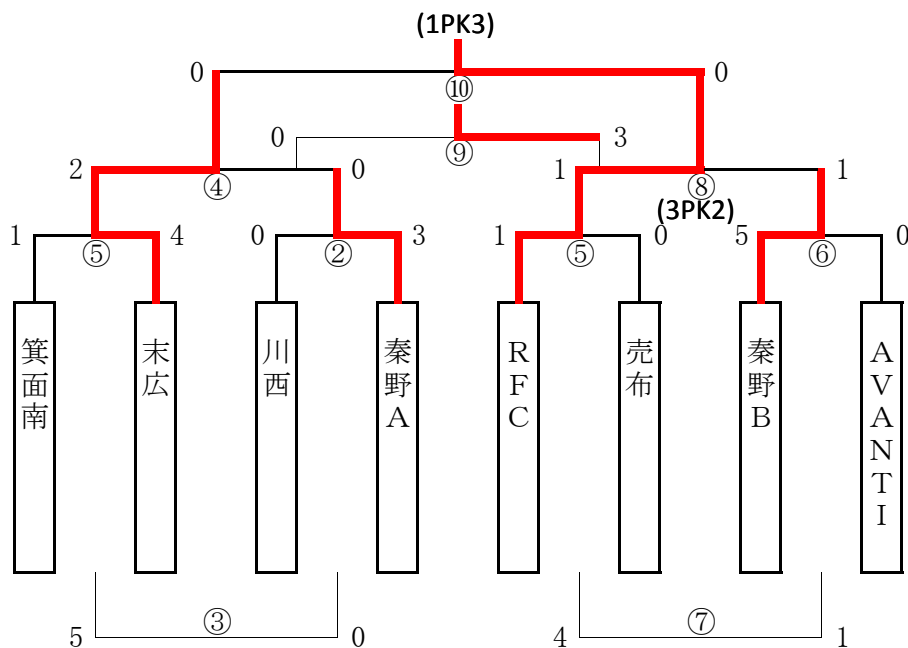 (1PK3)
0 0
⑩
0 3
⑨
2 0 1 1
④ ⑧
(3PK2)
1 4 0 3 1 0 5 0
⑤ ② ⑤ ⑥
箕面南
末広
川西
秦野A
RFC
売布
秦野B
AVANTI
③ ⑦
5 0 4 1